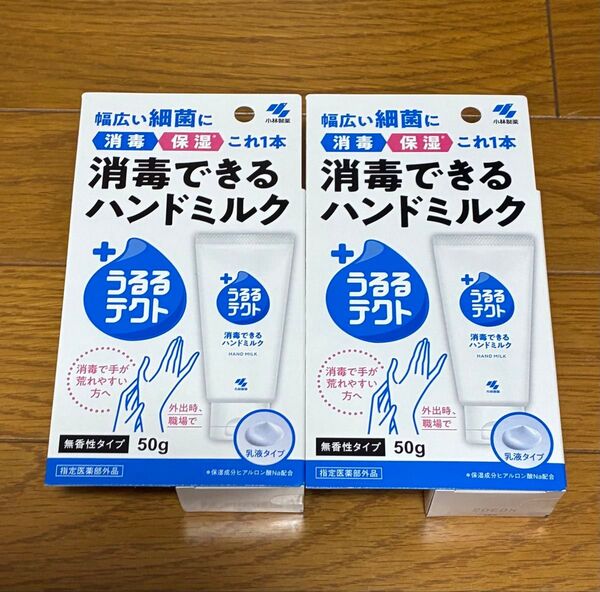 幅広い細菌に
小林製薬
消毒 保湿* これ1本
消毒できる
ハンドミルク
うるる
テクト
うるる
テクト
消毒できる
ハンドミルク
HAND MILK
小林製薬
消毒で手が
荒れやすい
方へ
外出時、
職場で
無香性タイプ 50g
乳液タイプ
指定医薬部外品
*保湿成分ヒアルロン酸Na配合
幅広い細菌に
小林製薬
消毒 保湿* これ1本
消毒できる
ハンドミルク
うるる
テクト
うるる
テクト
消毒できる
ハンドミルク
HAND MILK
小林製薬
消毒で手が
荒れやすい
方へ
外出時、
職場で
無香性タイプ 50g
乳液タイプ
指定医薬部外品
*保湿成分ヒアルロン酸Na配合